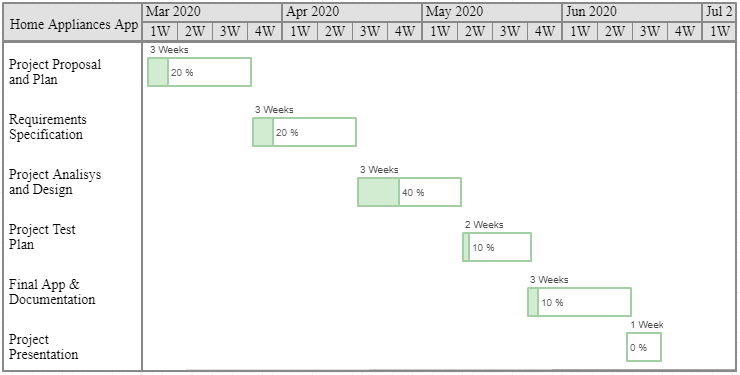 Home Appliances App
Mar 2020 Apr 2020 May 2020 Jun 2020 Jul 2
1W 2W 3W 4W 1W 2W 3W 4W 1W 2W 3W 4W 1W 2W 3W 4W 1W
Project Proposal
and Plan
3 Weeks
20 %
Requirements
Specification
3 Weeks
20 %
Project Analisys
and Design
3 Weeks
40 %
Project Test
Plan
2 Weeks
10 %
Final App &
Documentation
3 Weeks
10 %
Project
Presentation
1 Week
0 %